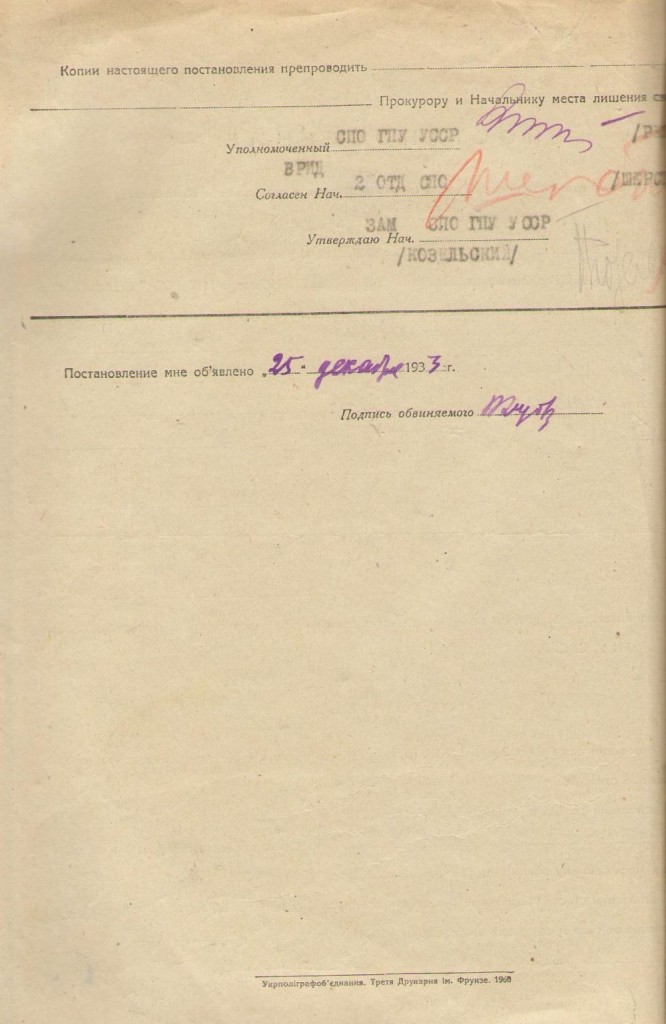 Копии настоящего постановления препроводить
Прокурору и Начальнику места лишения
СПО ГПУ УССР
Уполномоченный
ВРИД
2 ОТД СПО
Согласен Нач.
ЗАМ СПО ГПУ УССР
Утверждаю Нач.
/КОЗЕЛЬСКИЙ/
Постановление мне об'явлено „25“ декабря 1933 г.
Подпись обвиняемого
Укрполіграфоб'єднання. Третя Друкарня ім. Фрунзе.